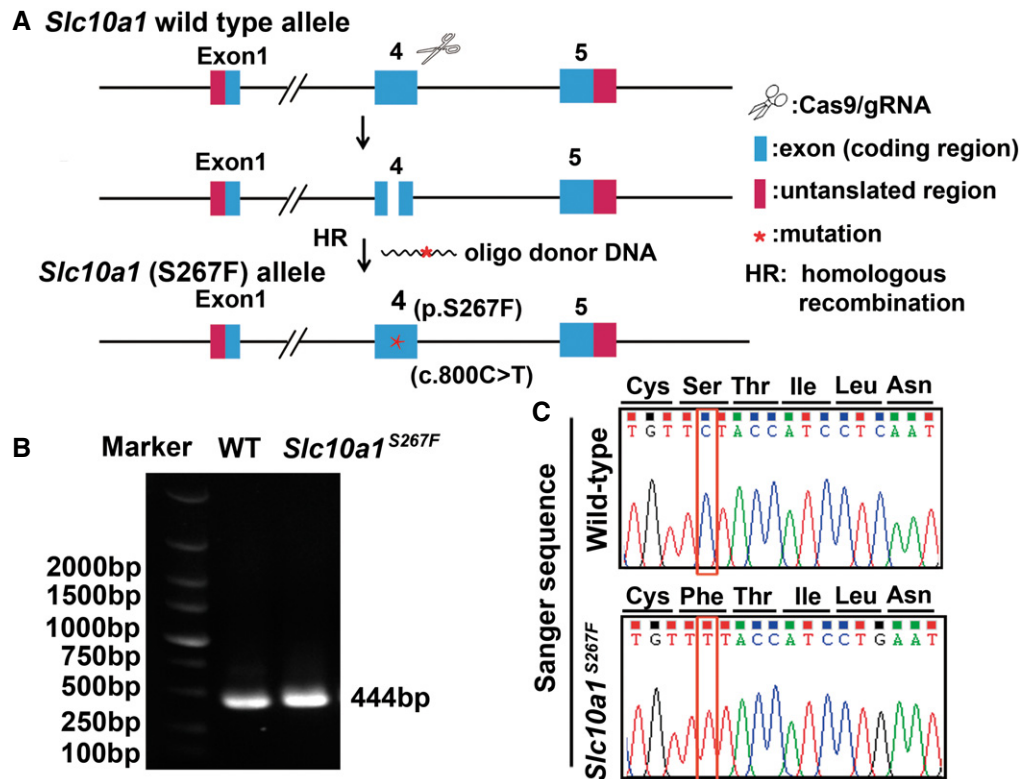 A Slc10a1 wild type allele
Exon1 4 5
:Cas9/gRNA
:exon (coding region)
:untranslated region
*:mutation
HR: homologous
recombination
Exon1 4 5
HR
oligo donor DNA
Slc10a1 (S267F) allele
Exon1 4 (p.S267F) 5
(c.800C>T)
B
Marker WT Slc10a1 S267F
2000bp
1500bp
1000bp
750bp
500bp
250bp
100bp
444bp
C
Sanger sequence
Wild-type
Cys Ser Thr Ile Leu Asn
T G T T C T A C C A T C C T C A A T
Slc10a1 S267F
Cys Phe Thr Ile Leu Asn
T G T T T T A C C A T C C T G A A T